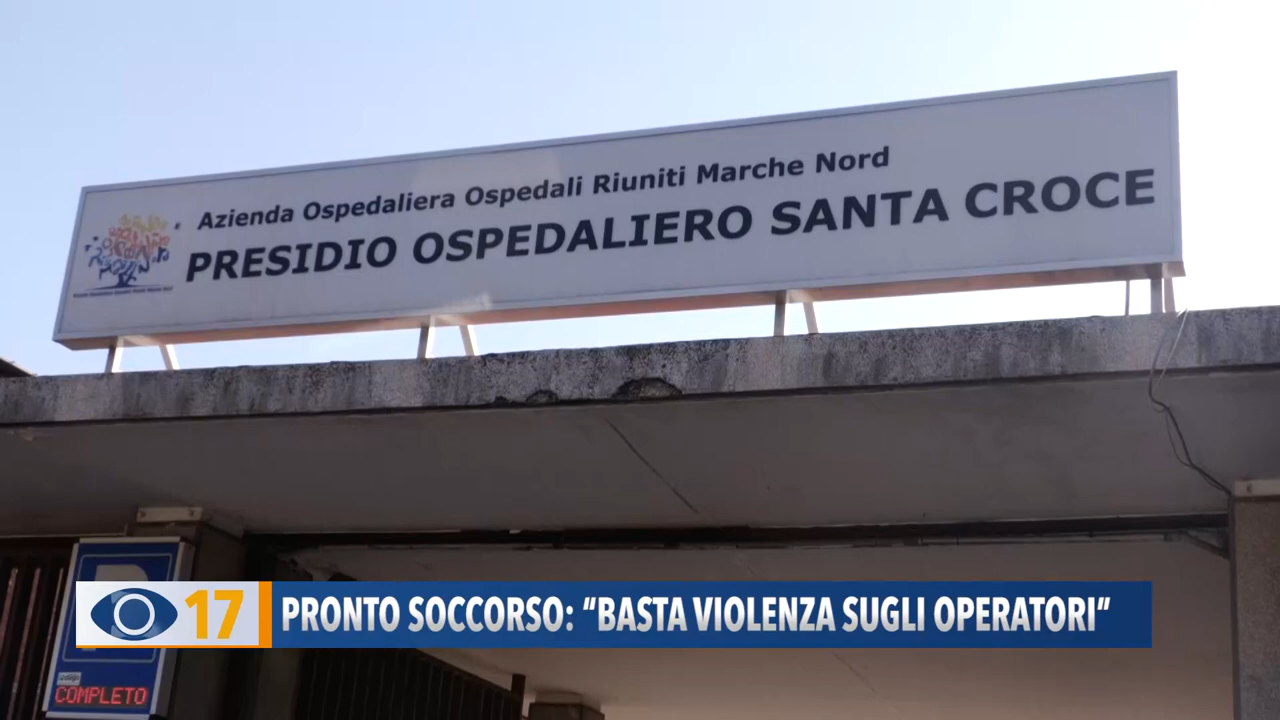 Azienda Ospedaliera Ospedali Riuniti Marche Nord
PRESIDIO OSPEDALIERO SANTA CROCE
P
COMPLETO
17
PRONTO SOCCORSO: “BASTA VIOLENZA SUGLI OPERATORI”